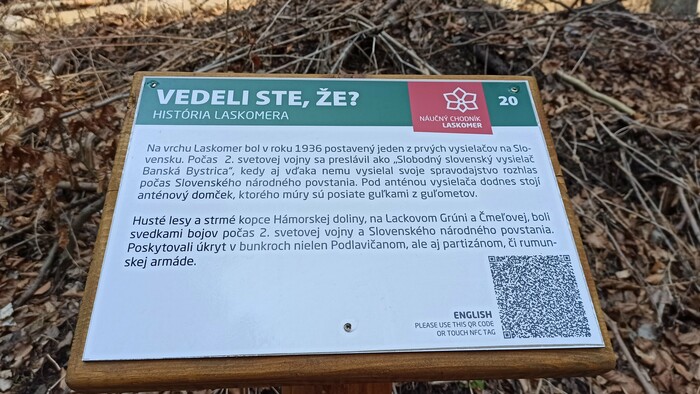 VEDELI STE, ŽE?
HISTÓRIA LASKOMERA
NÁUČNÝ CHODNÍK
LASKOMER
20
Na vrchu Laskomer bol v roku 1936 postavený jeden z prvých vysielačov na Slo-
vensku. Počas 2. svetovej vojny sa preslávil ako „Slobodný slovenský vysielač
Banská Bystrica“, kedy aj vďaka nemu vysielal svoje spravodajstvo rozhlas
počas Slovenského národného povstania. Pod anténou vysielača dodnes stojí
anténový domček, ktorého múry sú posiate guľkami z guľometov.
Husté lesy a strmé kopce Hámorskej doliny, na Lackovom Grúni a Čmeľovej, boli
svedkami bojov počas 2. svetovej vojny a Slovenského národného povstania.
Poskytovali úkryt v bunkroch nielen Podlavičanom, ale aj partizánom, či rumun-
skej armáde.
ENGLISH
PLEASE USE THIS QR CODE
OR TOUCH NFC TAG